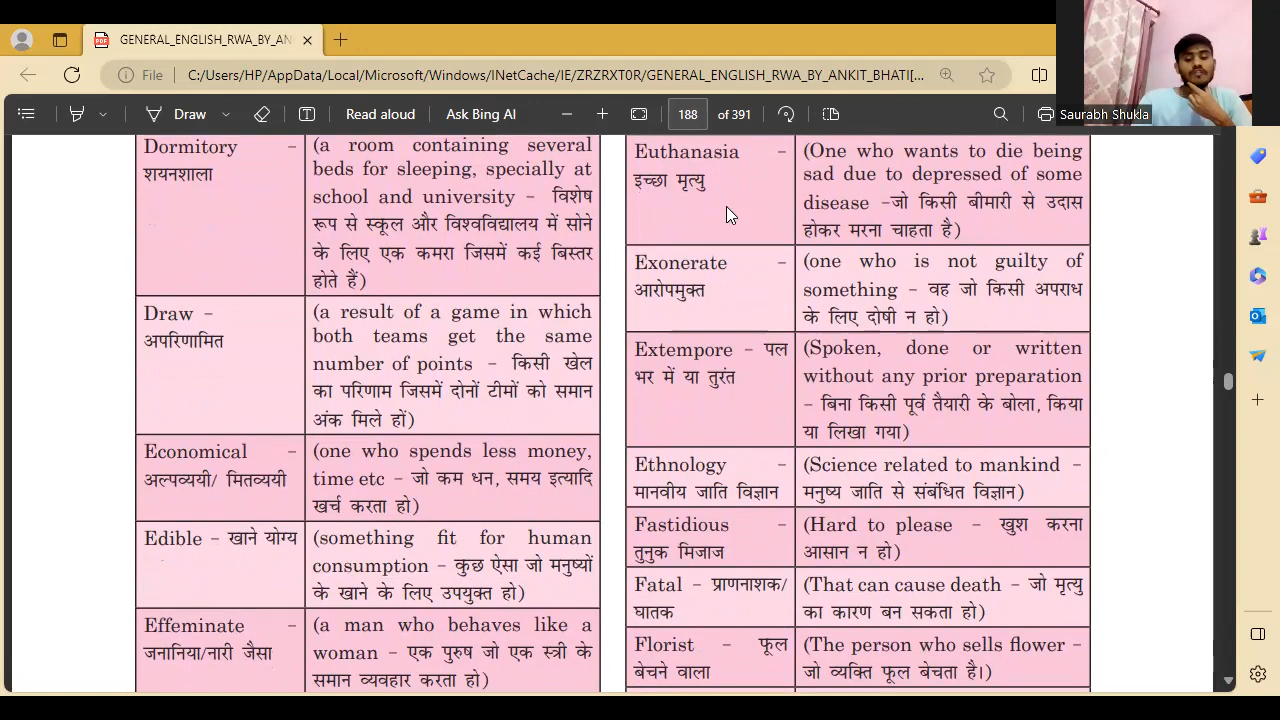 GENERAL_ENGLISH_RWA_BY_AN
File
C:/Users/HP/AppData/Local/Microsoft/Windows/INetCache/IE/ZRZRXT0R/GENERAL_ENGLISH_RWA_BY_ANKIT_BHATI[...
Draw
Read aloud
Ask Bing AI
188
of 391
Saurabh Shukla
Dormitory –
शयनशाला
(a room containing several
beds for sleeping, specially at
school and university – विशेष
रूप से स्कूल और विश्वविद्यालय में सोने
के लिए एक कमरा जिसमें कई बिस्तर
होते हैं)
Draw –
अपरिणामित
(a result of a game in which
both teams get the same
number of points – किसी खेल
का परिणाम जिसमें दोनों टीमों को समान
अंक मिले हों)
Economical –
अल्पव्ययी/ मितव्ययी
(one who spends less money,
time etc – जो कम धन, समय इत्यादि
खर्च करता हो)
Edible – खाने योग्य
(something fit for human
consumption – कुछ ऐसा जो मनुष्यों
के खाने के लिए उपयुक्त हो)
Effeminate –
जनानिया/नारी जैसा
(a man who behaves like a
woman – एक पुरुष जो एक स्त्री के
समान व्यवहार करता हो)
Euthanasia –
इच्छा मृत्यु
(One who wants to die being
sad due to depressed of some
disease –जो किसी बीमारी से उदास
होकर मरना चाहता है)
Exonerate –
आरोपमुक्त
(one who is not guilty of
something – वह जो किसी अपराध
के लिए दोषी न हो)
Extempore – पल
भर में या तुरंत
(Spoken, done or written
without any prior preparation
– बिना किसी पूर्व तैयारी के बोला, किया
या लिखा गया)
Ethnology –
मानवीय जाति विज्ञान
(Science related to mankind –
मनुष्य जाति से संबंधित विज्ञान)
Fastidious –
तुनुक मिजाज
(Hard to please – खुश करना
आसान न हो)
Fatal – प्राणनाशक/
घातक
(That can cause death – जो मृत्यु
का कारण बन सकता हो)
Florist – फूल
बेचने वाला
(The person who sells flower –
जो व्यक्ति फूल बेचता है।)